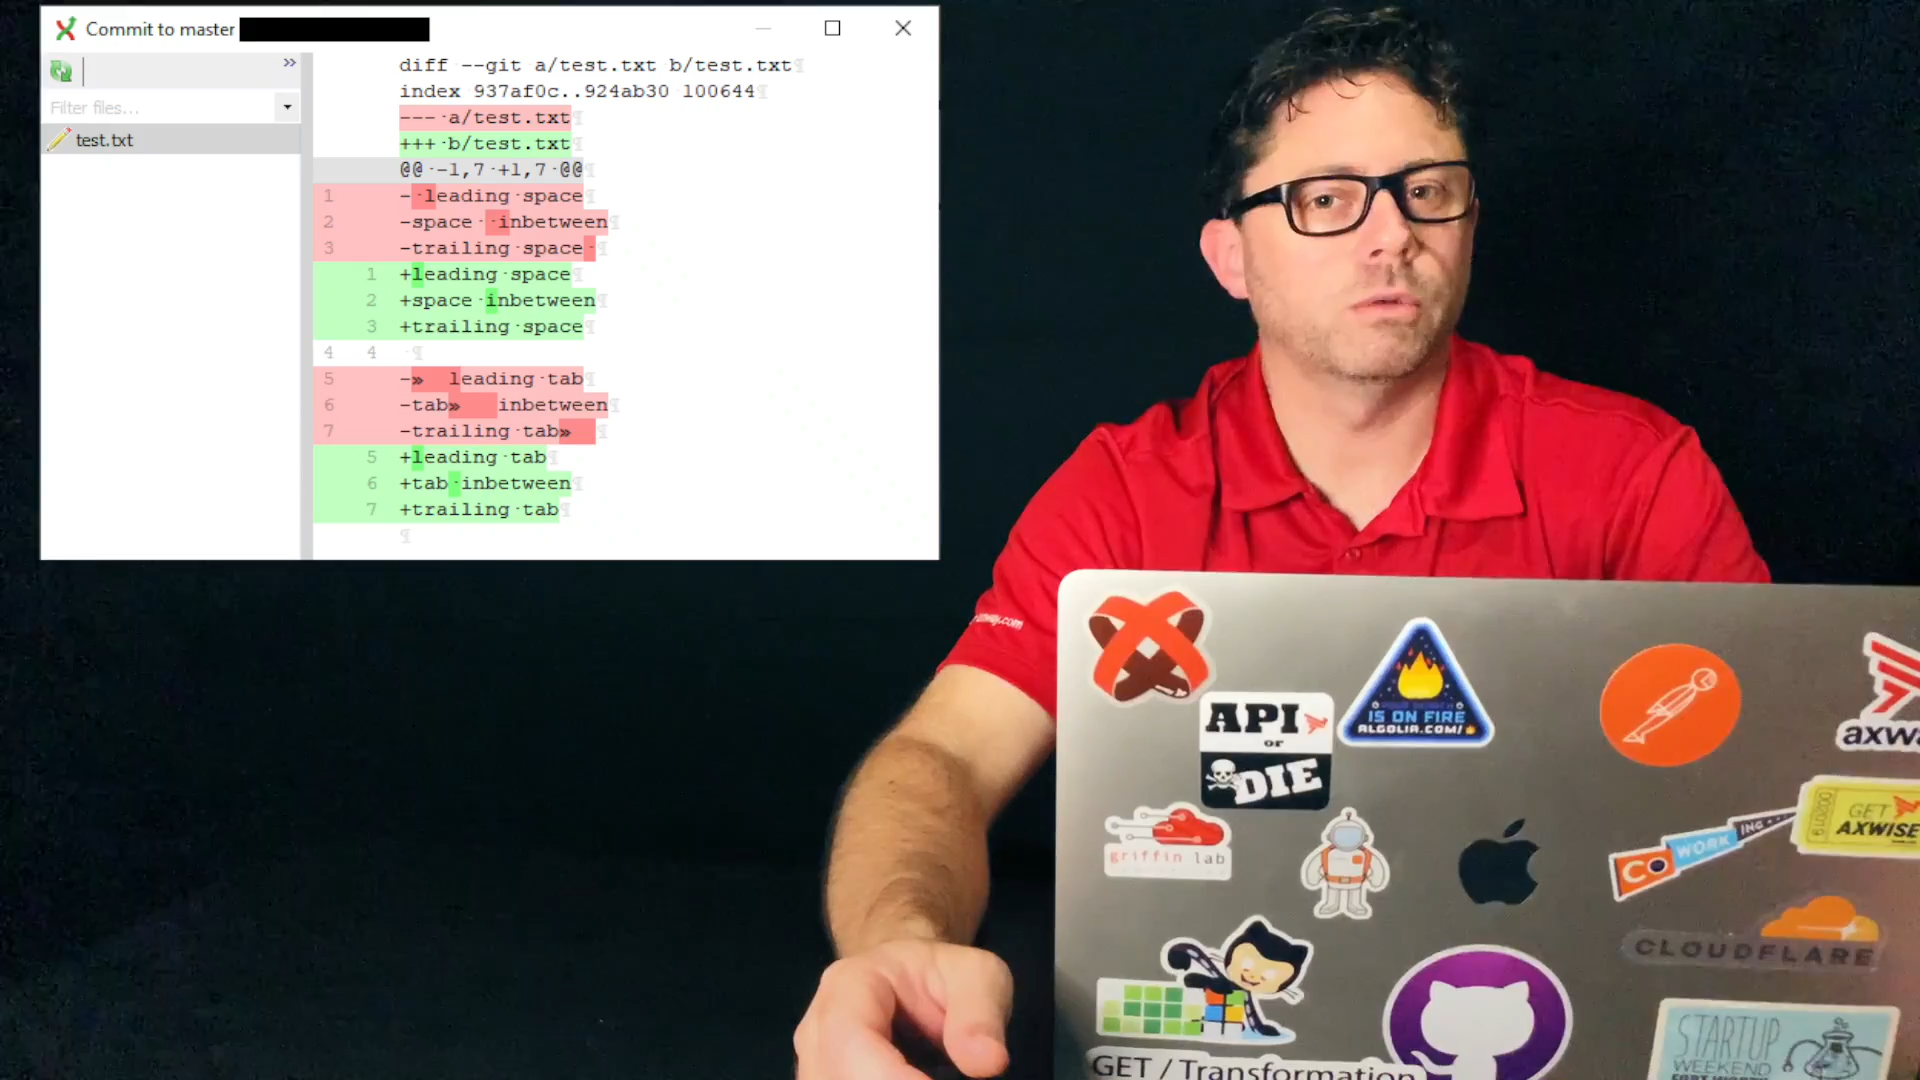 Commit to master
»
Filter files...
test.txt
diff --git a/test.txt b/test.txt¶
index 937af0c..924ab30 100644¶
---·a/test.txt¶
+++·b/test.txt¶
@@·-1,7·+1,7·@@¶
1 -·leading·space¶
2 -space··inbetween¶
3 -trailing·space·¶
1 +leading·space¶
2 +space·inbetween¶
3 +trailing·space¶
4 4 ·¶
5 -» leading·tab¶
6 -tab» inbetween¶
7 -trailing·tab» ¶
5 +leading·tab¶
6 +tab·inbetween¶
7 +trailing·tab¶
¶
API
or
DIE
IS ON FIRE
ALGOLIA.COM/
axwa
griffin lab
COWORKING
GET
AXWISE
CLOUDFLARE
STARTUP
WEEKEND
GET / Transformation